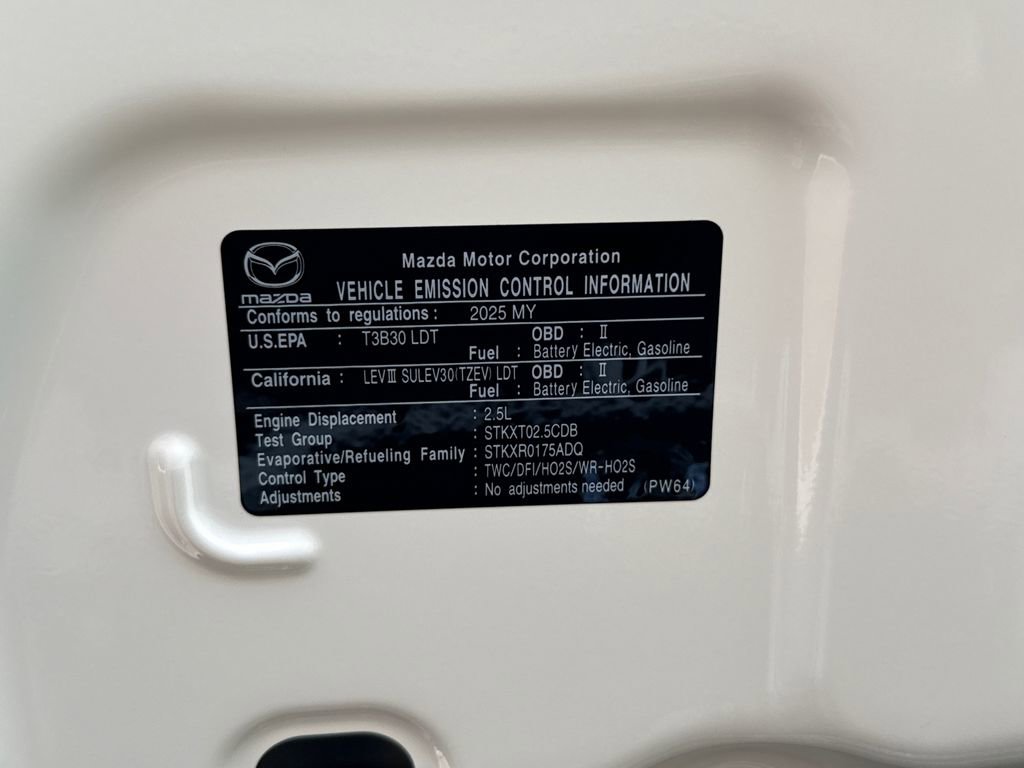 Mazda Motor Corporation
mazda VEHICLE EMISSION CONTROL INFORMATION
Conforms to regulations : 2025 MY
U.S.EPA : T3B30 LDT OBD : Ⅱ
Fuel : Battery Electric, Gasoline
California : LEVⅢ SULEV30(TZEV) LDT OBD : Ⅱ
Fuel : Battery Electric, Gasoline
Engine Displacement : 2.5L
Test Group : STKXT02.5CDB
Evaporative/Refueling Family : STKXR0175ADQ
Control Type : TWC/DFI/HO2S/WR-HO2S
Adjustments : No adjustments needed (PW64)